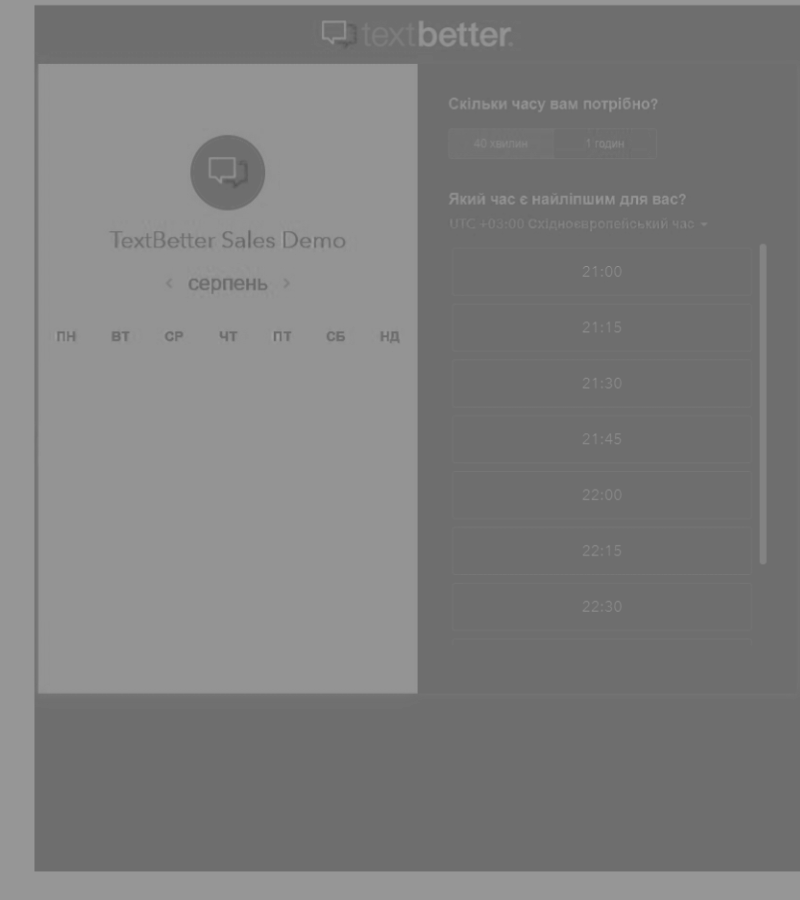 textbetter.
TextBetter Sales Demo
< серпень >
ПН ВТ СР ЧТ ПТ СБ НД
Скільки часу вам потрібно?
40 хвилин 1 годин
Який час є найліпшим для вас?
UTC +03:00 Східноєвропейський час
21:00
21:15
21:30
21:45
22:00
22:15
22:30